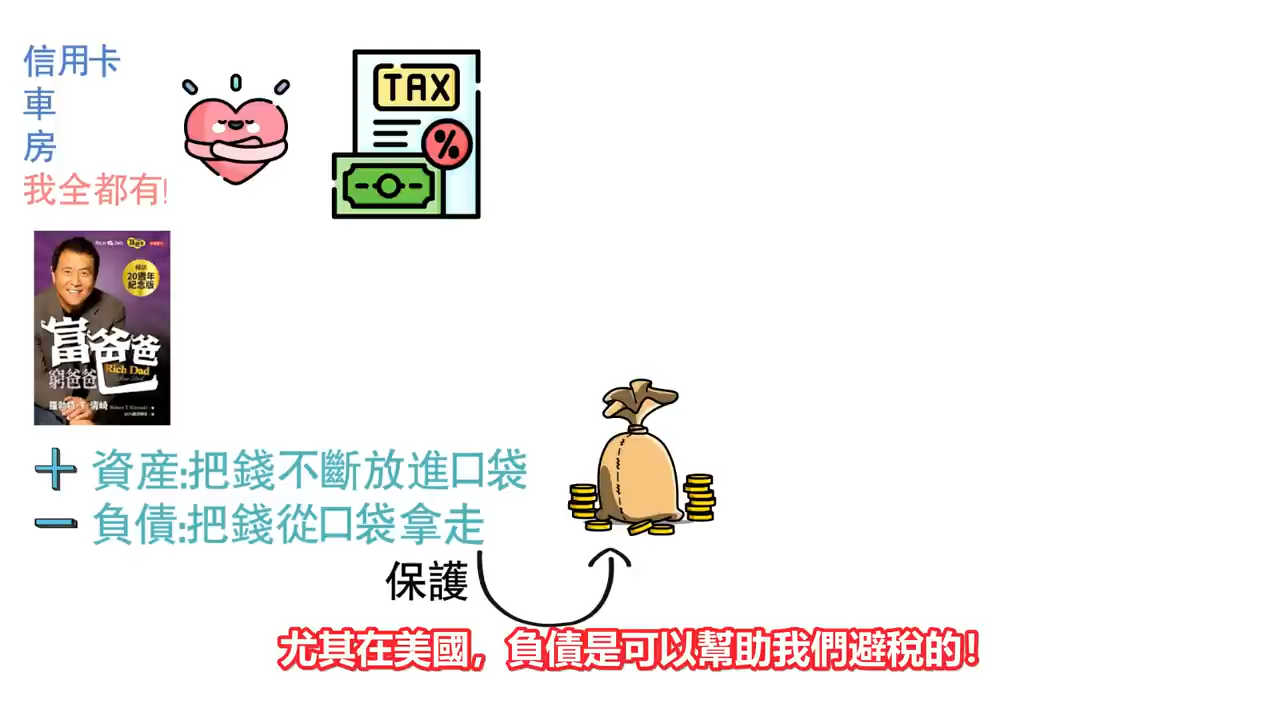 信用卡
車
房
我全都有!
TAX
%
暢銷
20週年
紀念版
富爸爸
Rich Dad
窮爸爸
資産:把錢不斷放進口袋
負債:把錢從口袋拿走
保護
尤其在美國，負債是可以幫助我們避稅的！